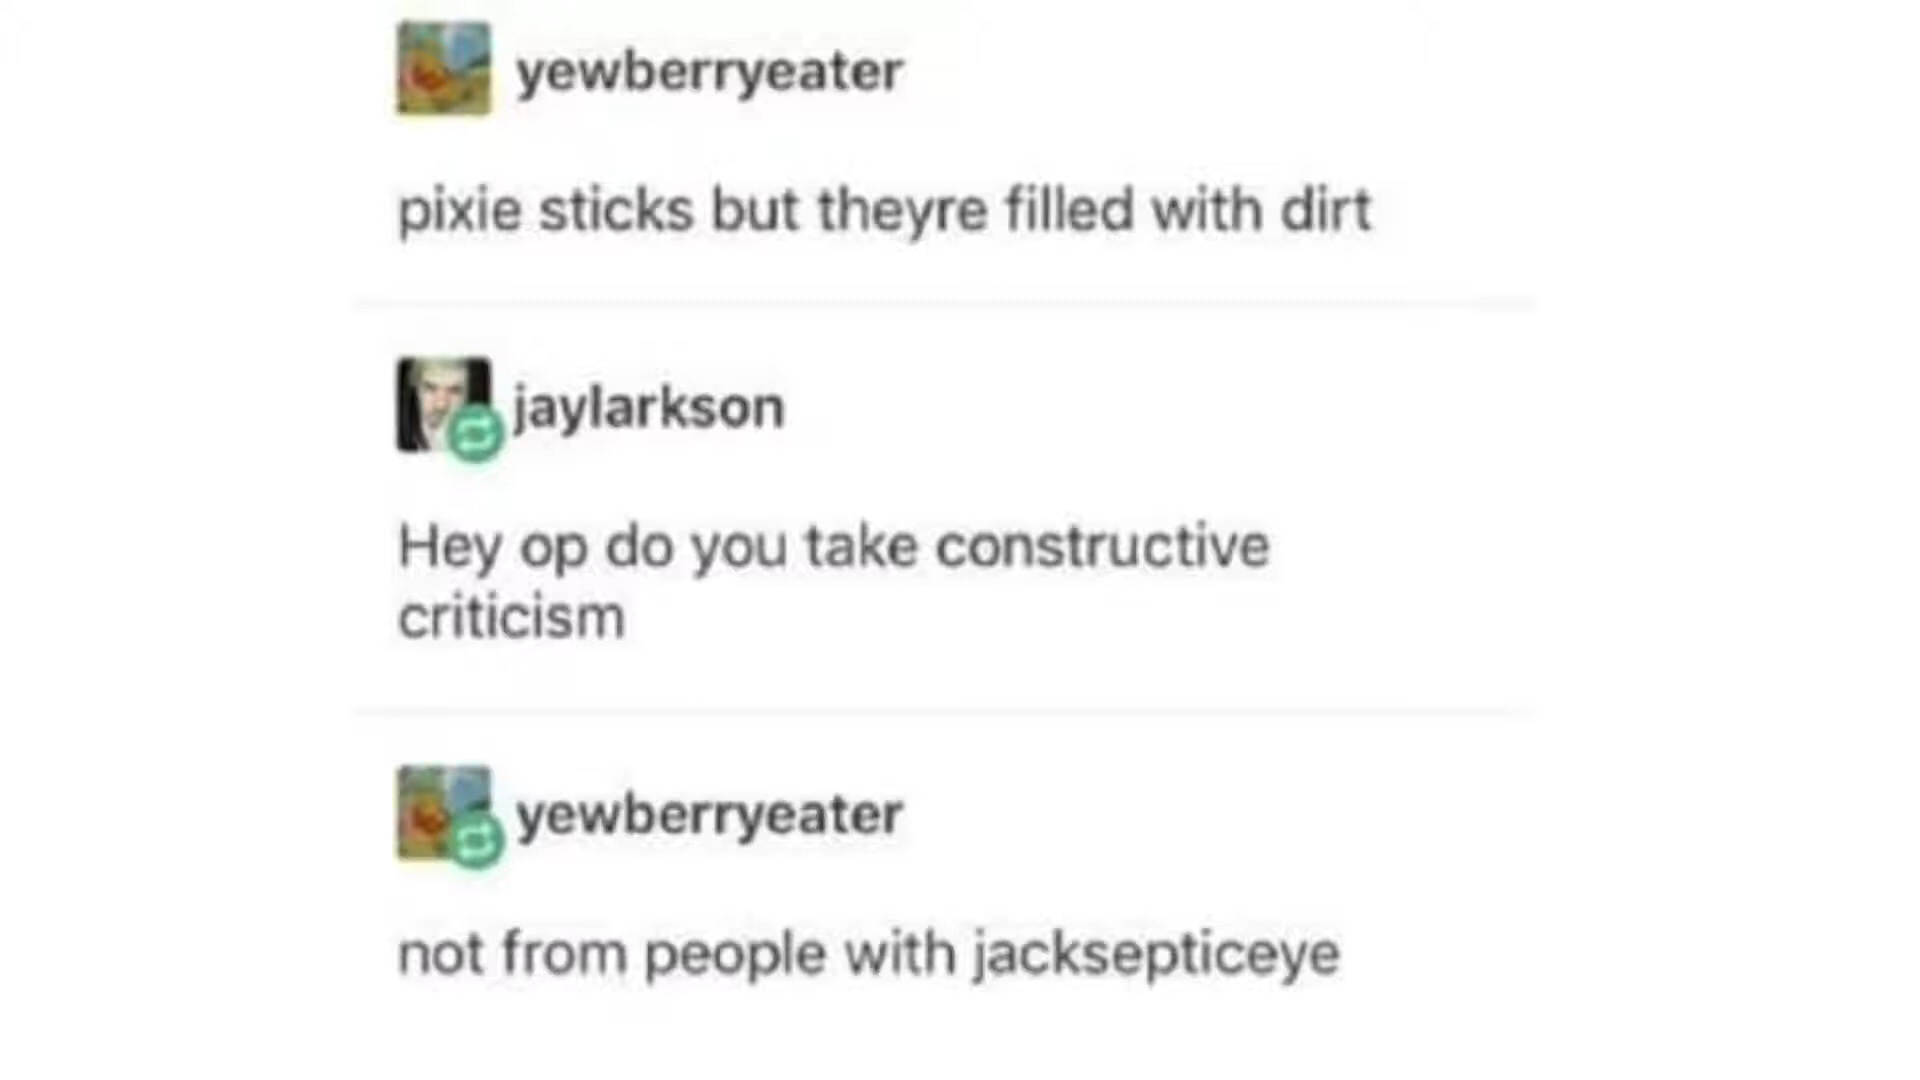 yewberryeater
pixie sticks but theyre filled with dirt
jaylarkson
Hey op do you take constructive
criticism
yewberryeater
not from people with jacksepticeye